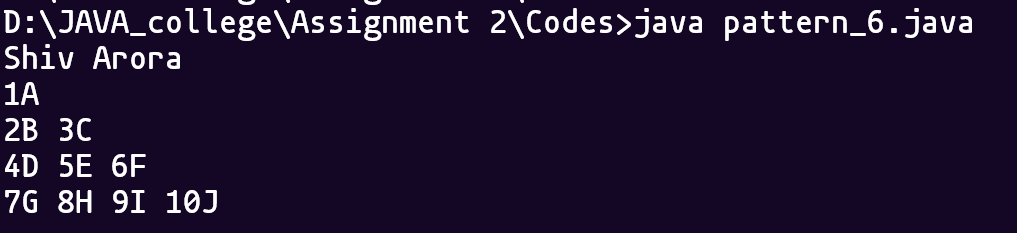 D:\JAVA_college\Assignment 2\Codes>java pattern_6.java
Shiv Arora
1A
2B 3C
4D 5E 6F
7G 8H 9I 10J